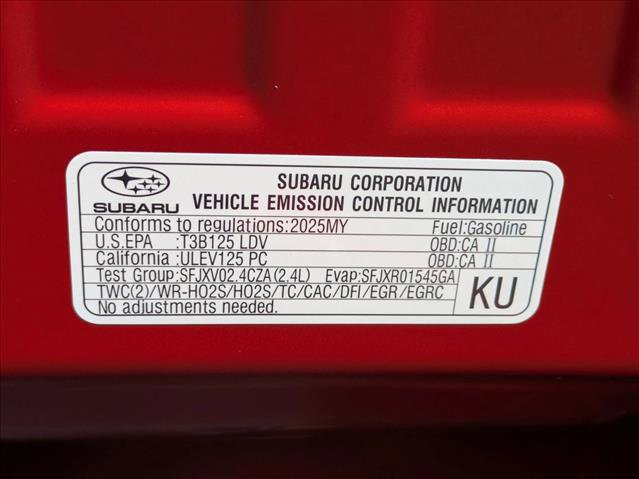 SUBARU
SUBARU CORPORATION
VEHICLE EMISSION CONTROL INFORMATION
Conforms to regulations:2025MY Fuel:Gasoline
U.S.EPA :T3B125 LDV OBD:CA II
California :ULEV125 PC OBD:CA II
Test Group:SFJXV02.4CZA(2.4L) Evap:SFJXR01545GA
TWC(2)/WR-HO2S/HO2S/TC/CAC/DFI/EGR/EGRC
No adjustments needed.
KU